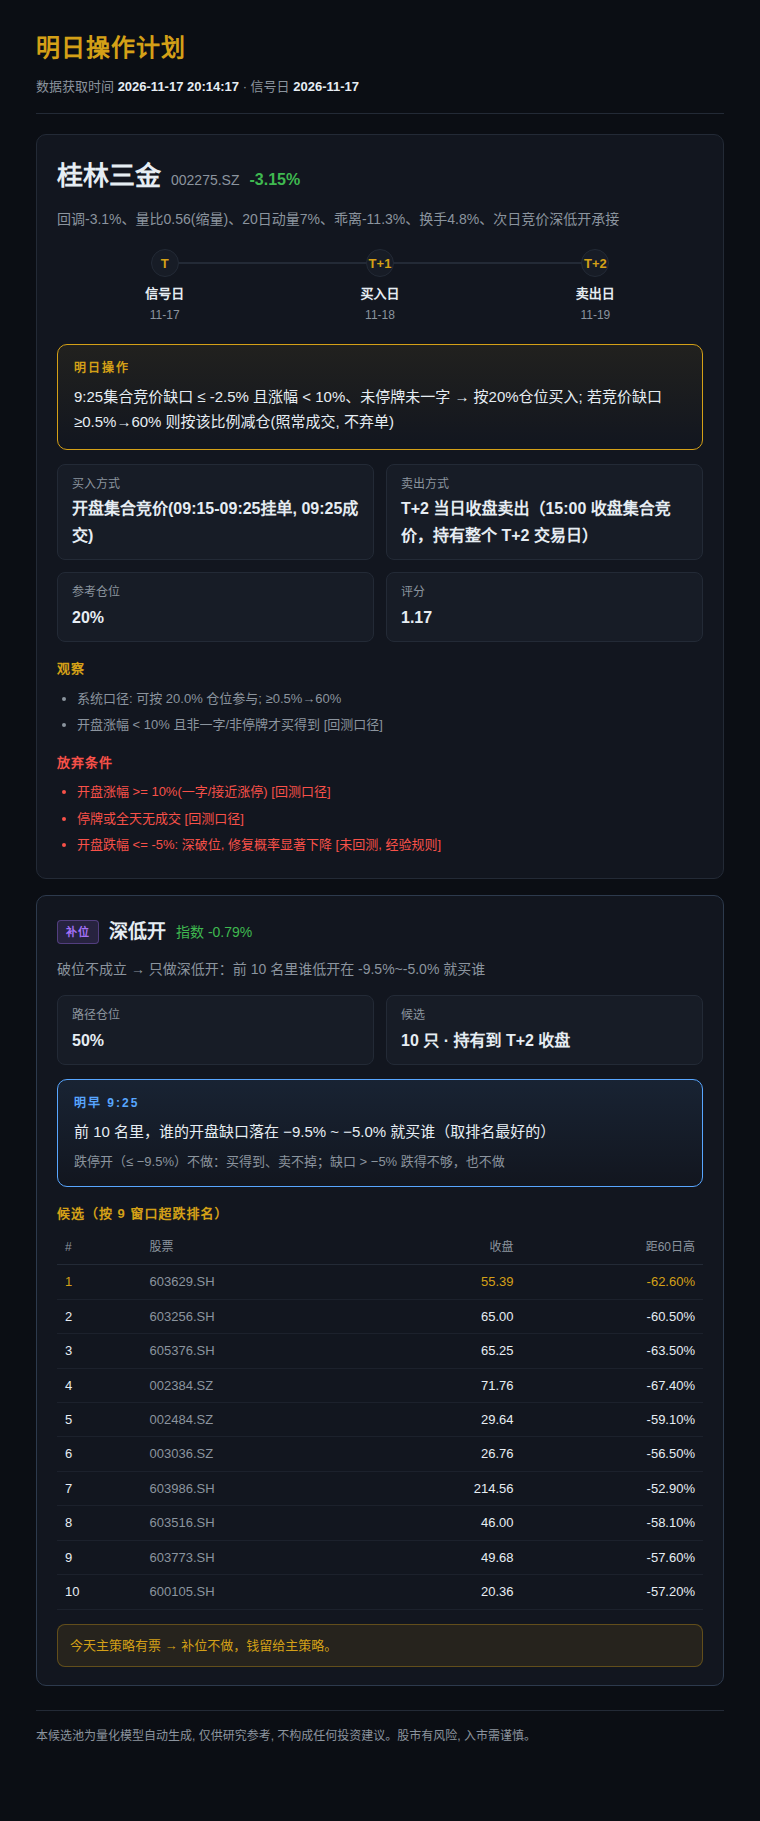 明日操作计划
数据获取时间 2026-11-17 20:14:17 · 信号日 2026-11-17
桂林三金 002275.SZ -3.15%
回调-3.1%、量比0.56(缩量)、20日动量7%、乖离-11.3%、换手4.8%、次日竞价深低开承接
T T+1 T+2
信号日 买入日 卖出日
11-17 11-18 11-19
明日操作
9:25集合竞价缺口 ≤ -2.5% 且涨幅 < 10%、未停牌未一字 → 按20%仓位买入; 若竞价缺口
≥0.5%→60% 则按该比例减仓(照常成交, 不弃单)
买入方式
开盘集合竞价(09:15-09:25挂单, 09:25成
交)
卖出方式
T+2 当日收盘卖出（15:00 收盘集合竞
价，持有整个 T+2 交易日）
参考仓位
20%
评分
1.17
观察
• 系统口径: 可按 20.0% 仓位参与; ≥0.5%→60%
• 开盘涨幅 < 10% 且非一字/非停牌才买得到 [回测口径]
放弃条件
• 开盘涨幅 >= 10%(一字/接近涨停) [回测口径]
• 停牌或全天无成交 [回测口径]
• 开盘跌幅 <= -5%: 深破位, 修复概率显著下降 [未回测, 经验规则]
补位 深低开 指数 -0.79%
破位不成立 → 只做深低开：前 10 名里谁低开在 -9.5%~-5.0% 就买谁
路径仓位
50%
候选
10 只 · 持有到 T+2 收盘
明早 9:25
前 10 名里，谁的开盘缺口落在 −9.5% ~ −5.0% 就买谁（取排名最好的）
跌停开（≤ −9.5%）不做：买得到、卖不掉；缺口 > −5% 跌得不够，也不做
候选（按 9 窗口超跌排名）
# 股票 收盘 距60日高
1 603629.SH 55.39 -62.60%
2 603256.SH 65.00 -60.50%
3 605376.SH 65.25 -63.50%
4 002384.SZ 71.76 -67.40%
5 002484.SZ 29.64 -59.10%
6 003036.SZ 26.76 -56.50%
7 603986.SH 214.56 -52.90%
8 603516.SH 46.00 -58.10%
9 603773.SH 49.68 -57.60%
10 600105.SH 20.36 -57.20%
今天主策略有票 → 补位不做，钱留给主策略。
本候选池为量化模型自动生成, 仅供研究参考, 不构成任何投资建议。股市有风险, 入市需谨慎。